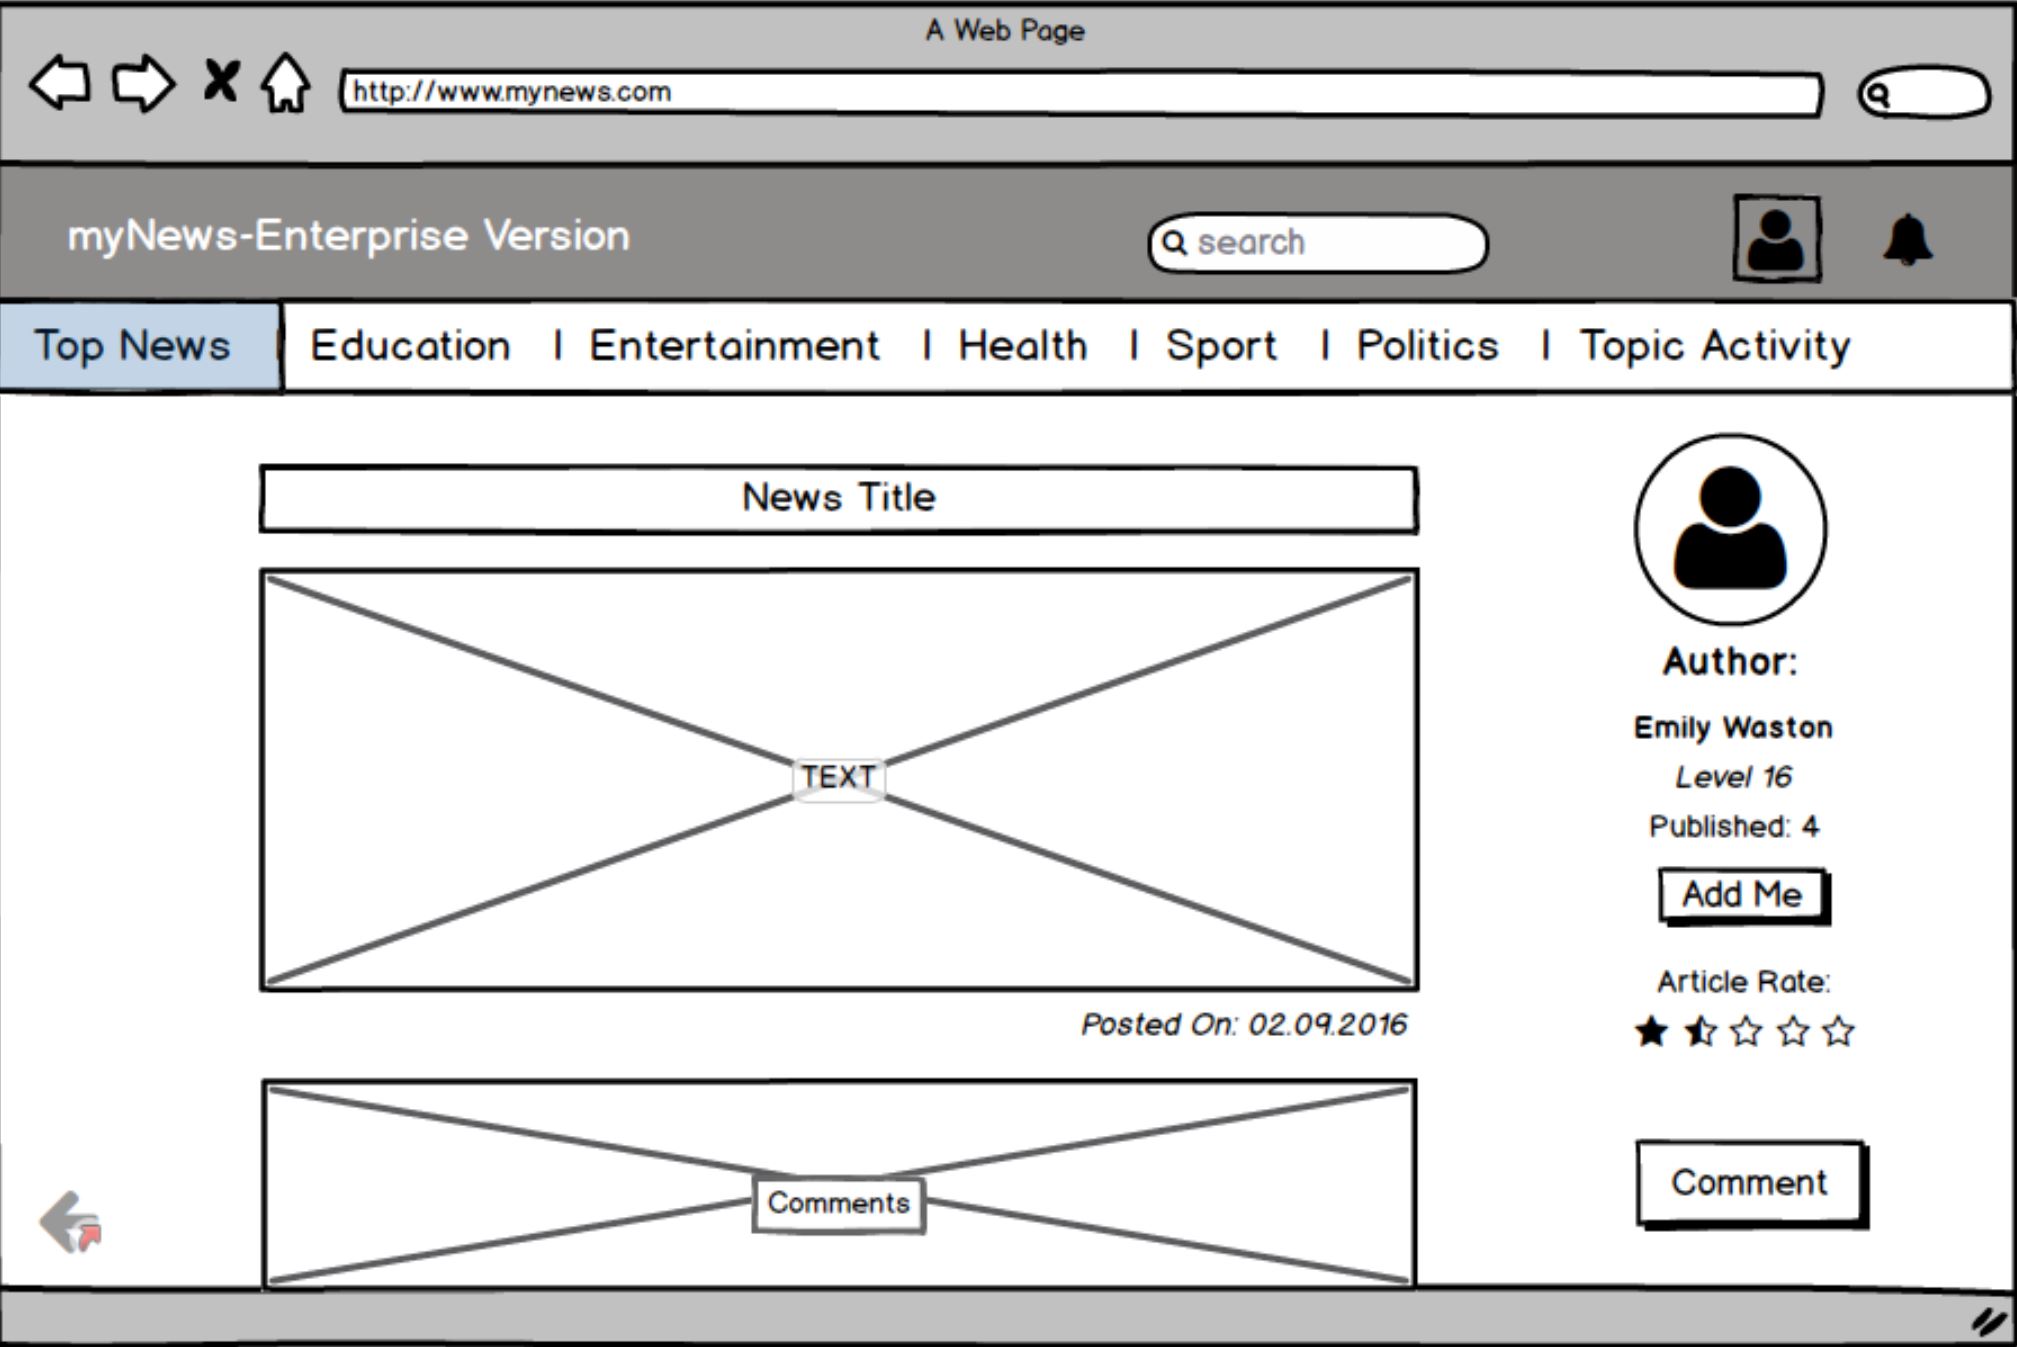 A Web Page
http://www.mynews.com
myNews-Enterprise Version
search
Top News | Education | Entertainment | Health | Sport | Politics | Topic Activity
News Title
TEXT
Posted On: 02.09.2016
Comments
Author:
Emily Waston
Level 16
Published: 4
Add Me
Article Rate:
Comment